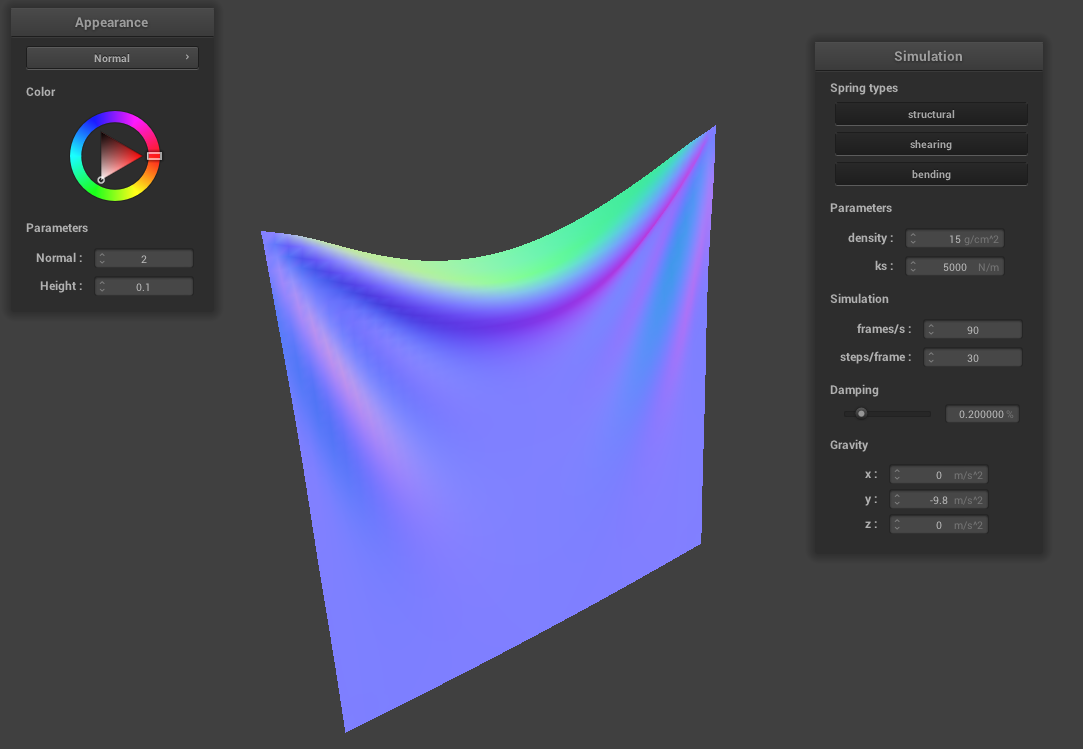 Appearance
Normal ›
Color
Parameters
Normal : 2
Height : 0.1
Simulation
Spring types
structural
shearing
bending
Parameters
density : 15 g/cm^2
ks : 5000 N/m
Simulation
frames/s : 90
steps/frame : 30
Damping
0.200000 %
Gravity
x : 0 m/s^2
y : -9.8 m/s^2
z : 0 m/s^2